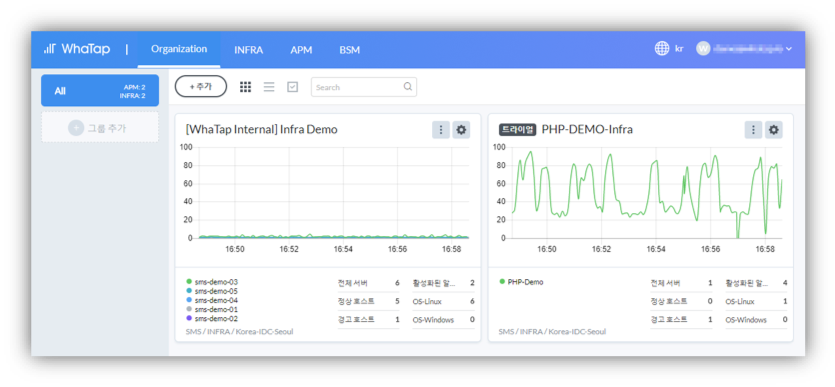 WhaTap | Organization INFRA APM BSM kr W
All APM: 2
INFRA: 2
+ 그룹 추가
+ 추가 Search
[WhaTap Internal] Infra Demo
100
80
60
40
20
0
16:50 16:52 16:54 16:56 16:58
sms-demo-03
sms-demo-05
sms-demo-04
sms-demo-01
sms-demo-02
전체 서버 6 활성화된 알... 2
정상 호스트 5 OS-Linux 6
경고 호스트 1 OS-Windows 0
SMS / INFRA / Korea-IDC-Seoul
트라이얼 PHP-DEMO-Infra
100
80
60
40
20
0
16:50 16:52 16:54 16:56 16:58
PHP-Demo
전체 서버 1 활성화된 알... 4
정상 호스트 0 OS-Linux 1
경고 호스트 1 OS-Windows 0
SMS / INFRA / Korea-IDC-Seoul